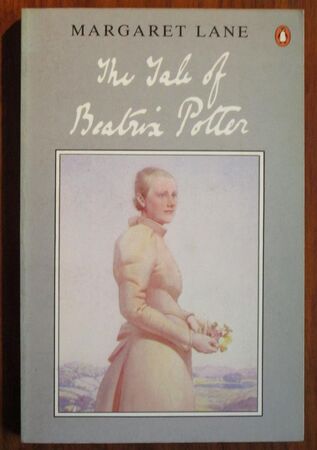 MARGARET LANE
The Tale of
Beatrix Potter